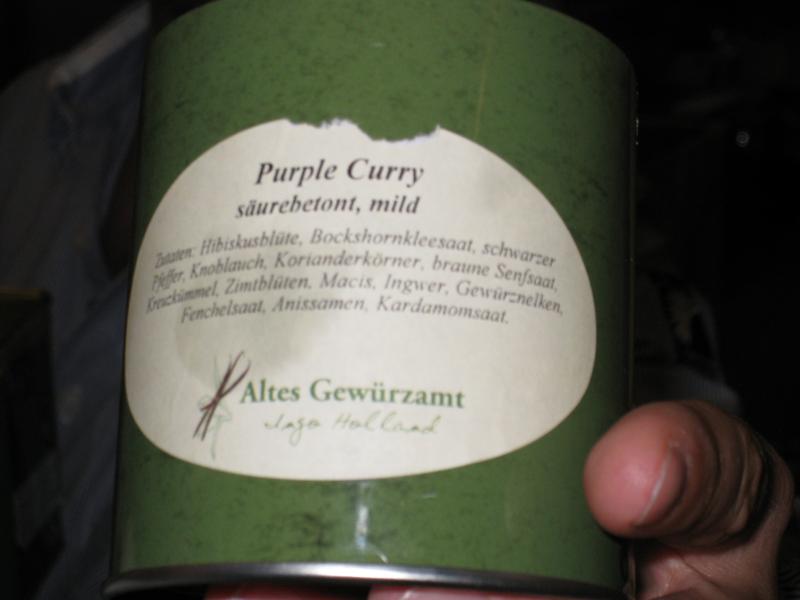 Purple Curry
säurebetont, mild
Zutaten: Hibiskusblüte, Bockshornkleesaat, schwarzer
Pfeffer, Knoblauch, Korianderkörner, braune Senfsaat,
Kreuzkümmel, Zimtblüten, Macis, Ingwer, Gewürznelken,
Fenchelsaat, Anissamen, Kardamomsaat.
Altes Gewürzamt
Ingo Holland